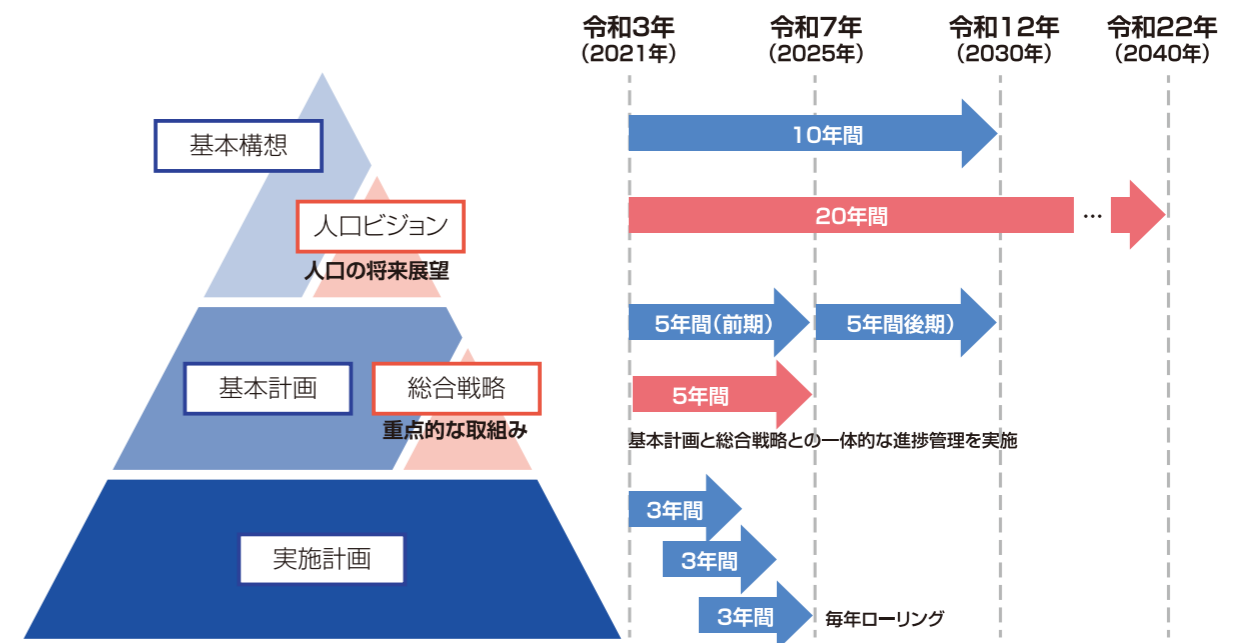 令和3年
（2021年）
令和7年
（2025年）
令和12年
（2030年）
令和22年
（2040年）
基本構想
10年間
人口ビジョン
人口の将来展望
20年間
…
5年間（前期）
5年間後期）
基本計画
総合戦略
重点的な取組み
5年間
基本計画と総合戦略との一体的な進捗管理を実施
実施計画
3年間
3年間
3年間
毎年ローリング